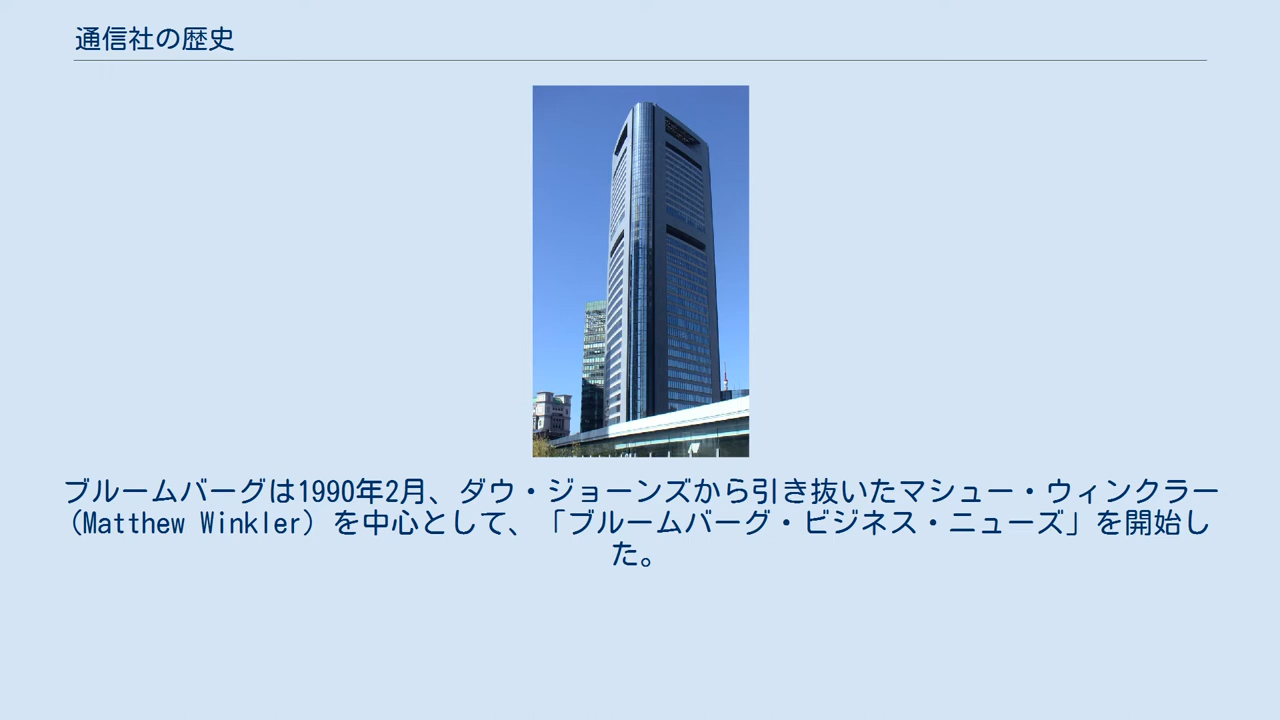 通信社の歴史
ブルームバーグは1990年2月、ダウ・ジョーンズから引き抜いたマシュー・ウィンクラー
（Matthew Winkler）を中心として、「ブルームバーグ・ビジネス・ニューズ」を開始し
た。